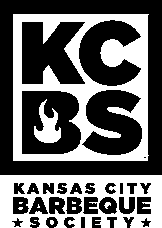 KC
BS
KANSAS CITY
BARBEQUE
★ SOCIETY ★